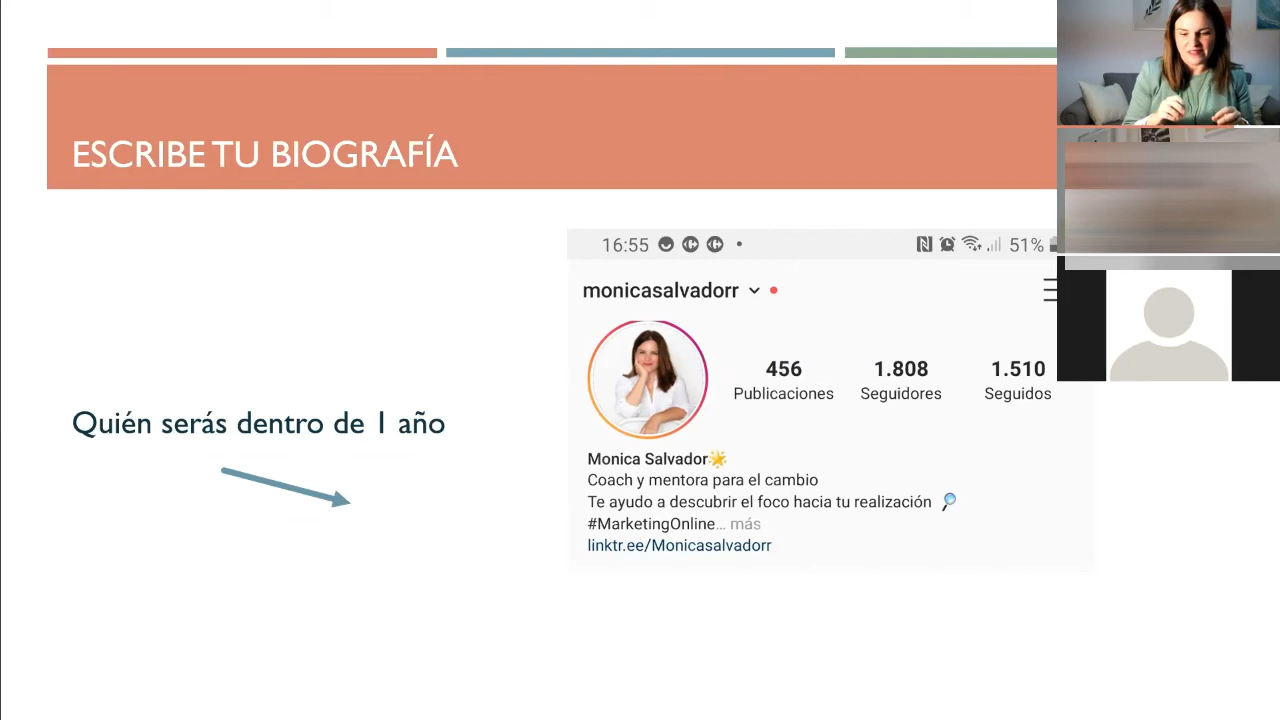 ESCRIBE TU BIOGRAFÍA
Quién serás dentro de 1 año
16:55
51%
monicasalvadorr
456
1.808
1.510
Publicaciones
Seguidores
Seguidos
Monica Salvador🌟
Coach y mentora para el cambio
Te ayudo a descubrir el foco hacia tu realización 🔎
#MarketingOnline... más
linktr.ee/Monicasalvadorr